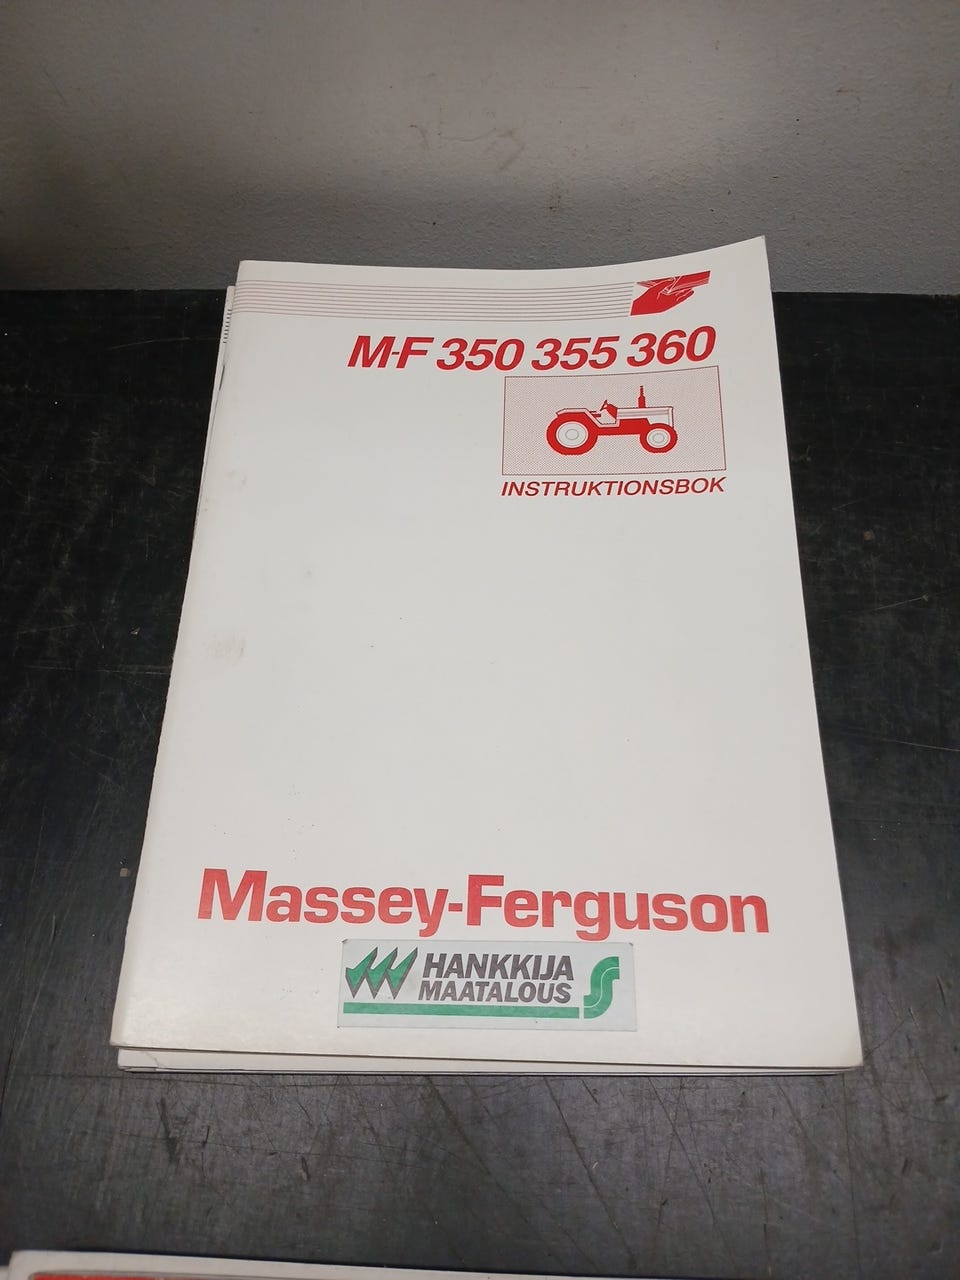 M-F 350 355 360
INSTRUKTIONSBOK
Massey-Ferguson
HANKKIJA
MAATALOUS